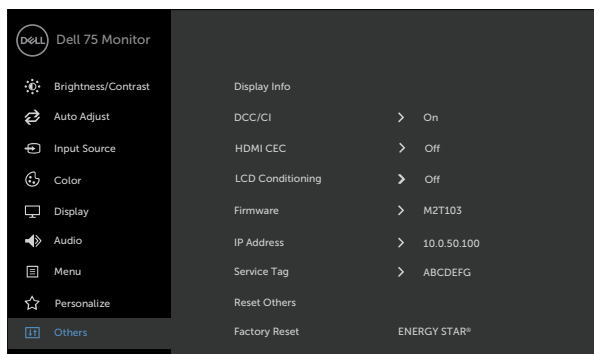 DELL Dell 75 Monitor
Brightness/Contrast
Display Info
Auto Adjust
DCC/CI > On
Input Source
HDMI CEC > Off
Color
LCD Conditioning > Off
Display
Firmware > M2T103
Audio
IP Address > 10.0.50.100
Menu
Service Tag > ABCDEFG
Personalize
Reset Others
Others
Factory Reset ENERGY STAR®